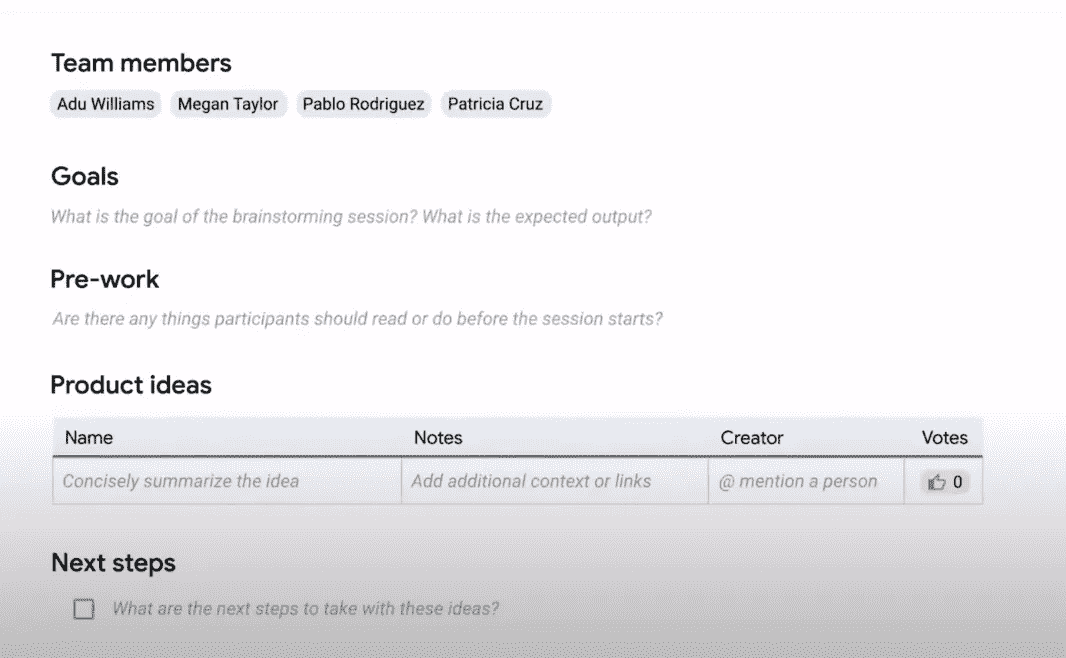 Team members
Adu Williams Megan Taylor Pablo Rodriguez Patricia Cruz
Goals
What is the goal of the brainstorming session? What is the expected output?
Pre-work
Are there any things participants should read or do before the session starts?
Product ideas
Name Notes Creator Votes
Concisely summarize the idea Add additional context or links @ mention a person 0
Next steps
What are the next steps to take with these ideas?